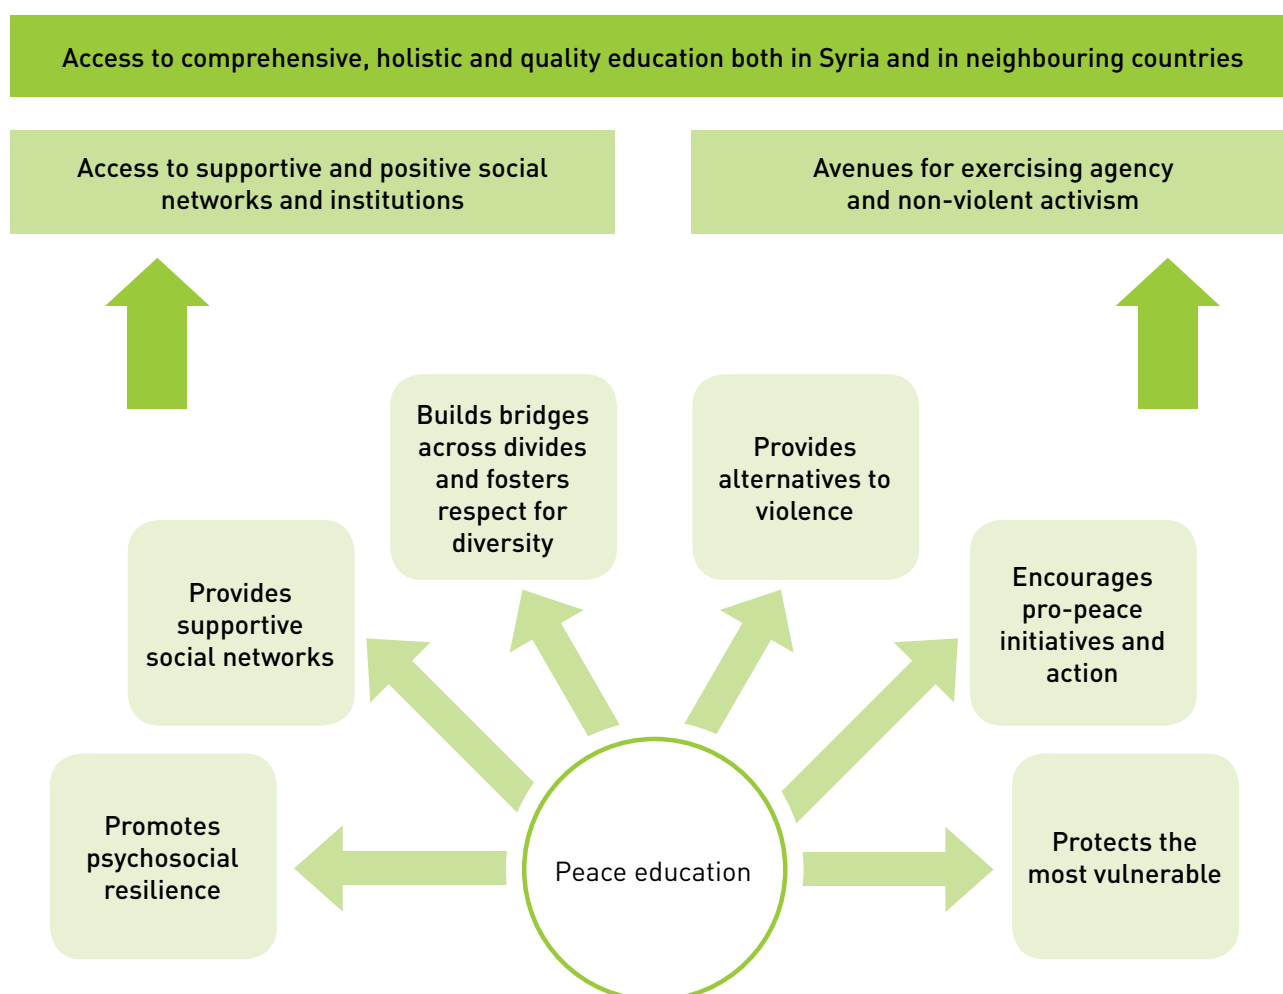 Access to comprehensive, holistic and quality education both in Syria and in neighbouring countries
Access to supportive and positive social
networks and institutions
Avenues for exercising agency
and non-violent activism
Builds bridges
across divides
and fosters
respect for
diversity
Provides
alternatives to
violence
Provides
supportive
social networks
Encourages
pro-peace
initiatives and
action
Promotes
psychosocial
resilience
Peace education
Protects the
most vulnerable